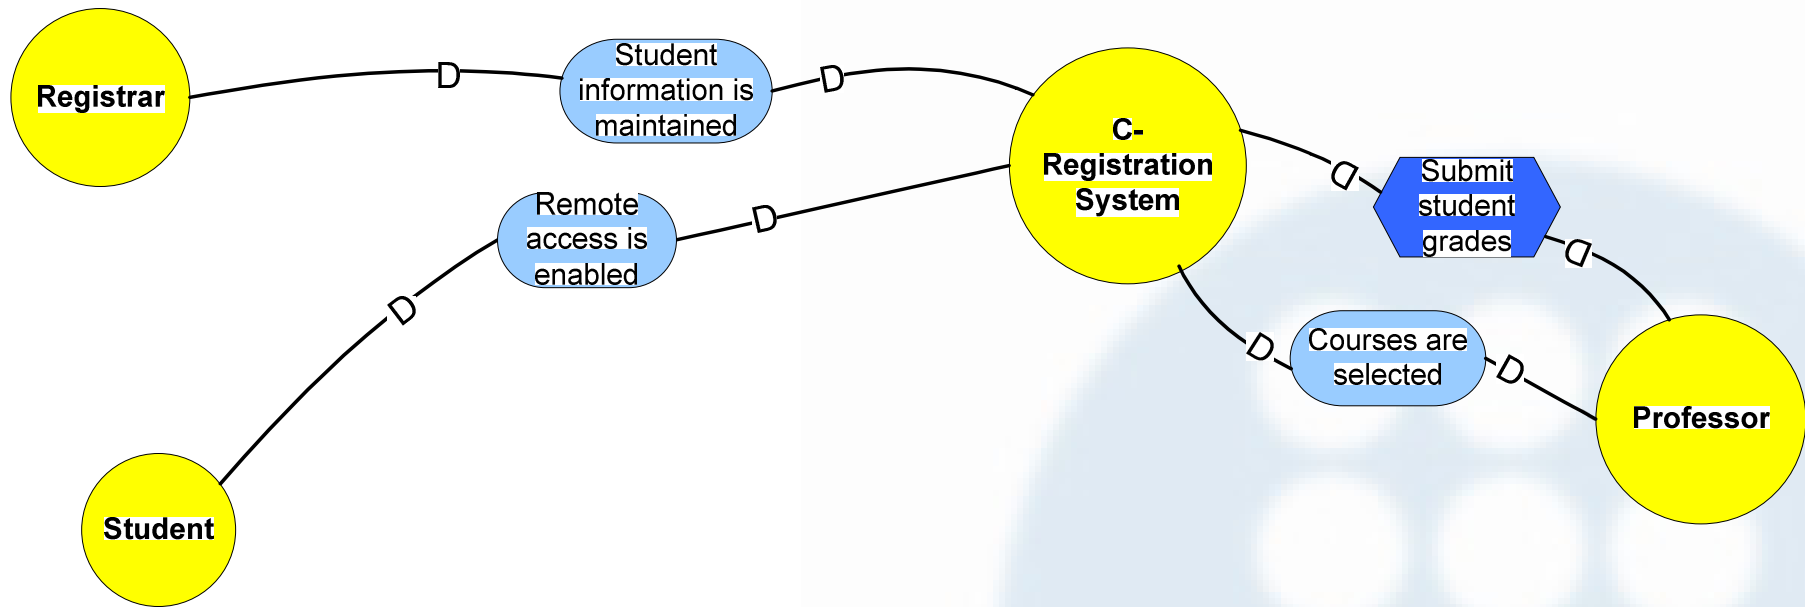 Registrar
D
Student
information is
maintained
D
C-
Registration
System
D
Submit
student
grades
D
Remote
access is
enabled
D
D
D
Courses are
selected
D
Professor
Student